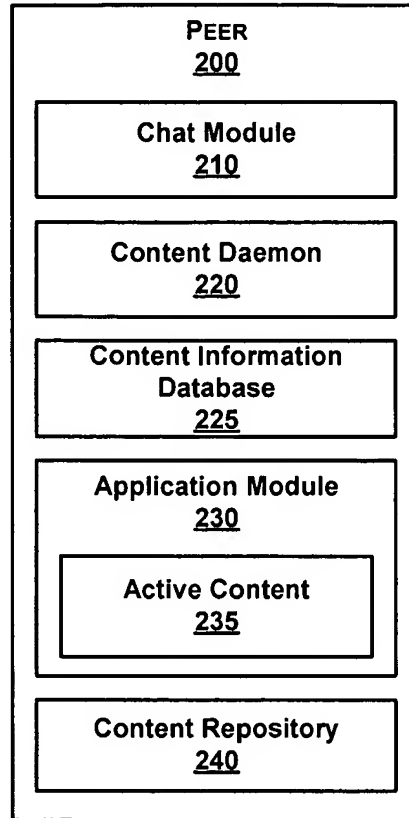 PEER
200
Chat Module
210
Content Daemon
220
Content Information
Database
225
Application Module
230
Active Content
235
Content Repository
240